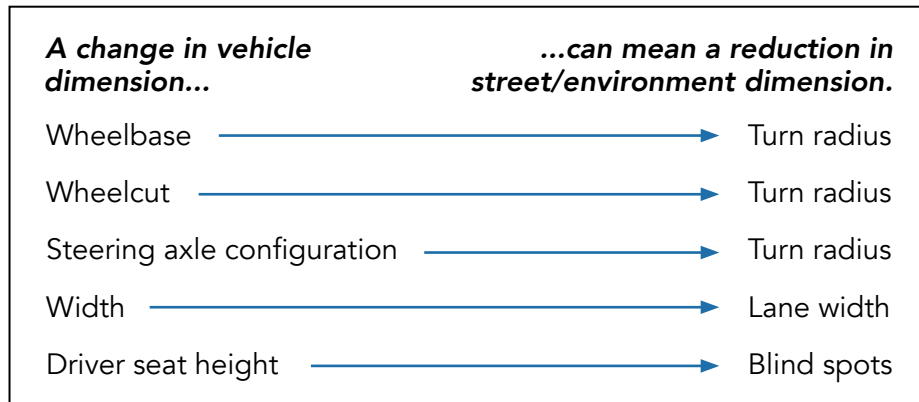 A change in vehicle
dimension...
...can mean a reduction in
street/environment dimension.
Wheelbase Turn radius
Wheelcut Turn radius
Steering axle configuration Turn radius
Width Lane width
Driver seat height Blind spots